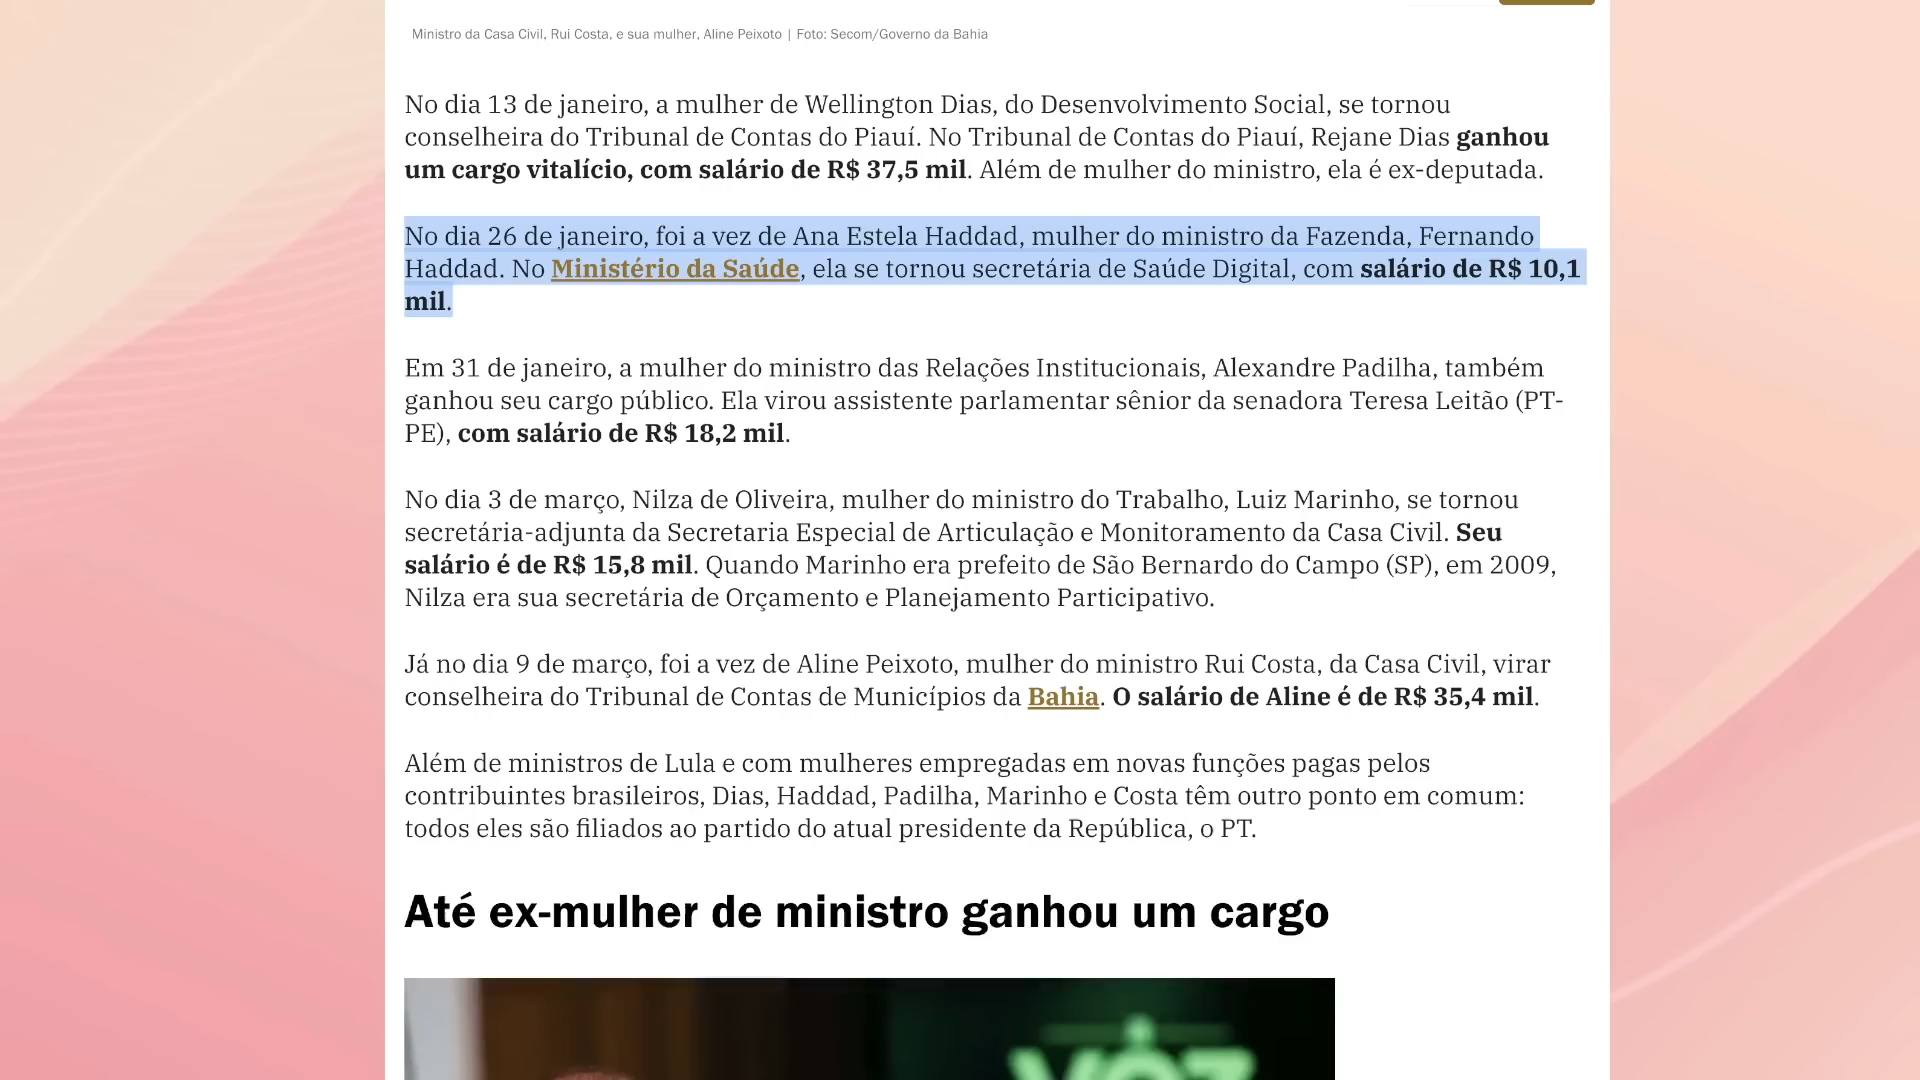 Ministro da Casa Civil, Rui Costa, e sua mulher, Aline Peixoto | Foto: Secom/Governo da Bahia
No dia 13 de janeiro, a mulher de Wellington Dias, do Desenvolvimento Social, se tornou
conselheira do Tribunal de Contas do Piauí. No Tribunal de Contas do Piauí, Rejane Dias ganhou
um cargo vitalício, com salário de R$ 37,5 mil. Além de mulher do ministro, ela é ex-deputada.
No dia 26 de janeiro, foi a vez de Ana Estela Haddad, mulher do ministro da Fazenda, Fernando
Haddad. No Ministério da Saúde, ela se tornou secretária de Saúde Digital, com salário de R$ 10,1
mil.
Em 31 de janeiro, a mulher do ministro das Relações Institucionais, Alexandre Padilha, também
ganhou seu cargo público. Ela virou assistente parlamentar sênior da senadora Teresa Leitão (PT-
PE), com salário de R$ 18,2 mil.
No dia 3 de março, Nilza de Oliveira, mulher do ministro do Trabalho, Luiz Marinho, se tornou
secretária-adjunta da Secretaria Especial de Articulação e Monitoramento da Casa Civil. Seu
salário é de R$ 15,8 mil. Quando Marinho era prefeito de São Bernardo do Campo (SP), em 2009,
Nilza era sua secretária de Orçamento e Planejamento Participativo.
Já no dia 9 de março, foi a vez de Aline Peixoto, mulher do ministro Rui Costa, da Casa Civil, virar
conselheira do Tribunal de Contas de Municípios da Bahia. O salário de Aline é de R$ 35,4 mil.
Além de ministros de Lula e com mulheres empregadas em novas funções pagas pelos
contribuintes brasileiros, Dias, Haddad, Padilha, Marinho e Costa têm outro ponto em comum:
todos eles são filiados ao partido do atual presidente da República, o PT.
Até ex-mulher de ministro ganhou um cargo